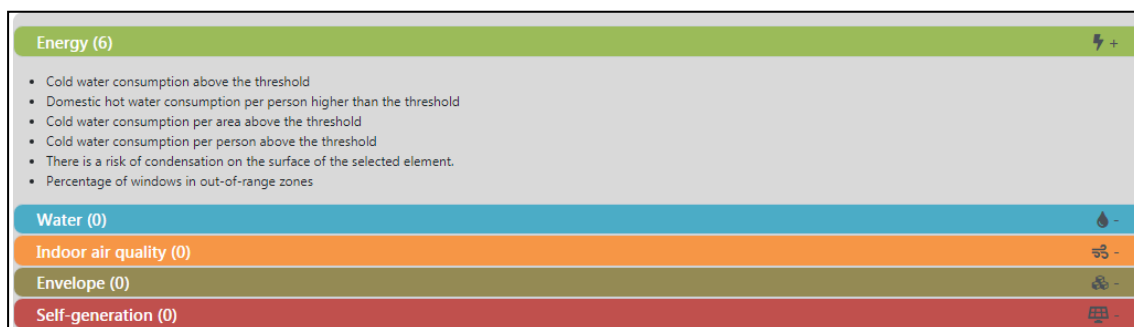 Energy (6) +
• Cold water consumption above the threshold
• Domestic hot water consumption per person higher than the threshold
• Cold water consumption per area above the threshold
• Cold water consumption per person above the threshold
• There is a risk of condensation on the surface of the selected element.
• Percentage of windows in out-of-range zones
Water (0) -
Indoor air quality (0) -
Envelope (0) -
Self-generation (0) -